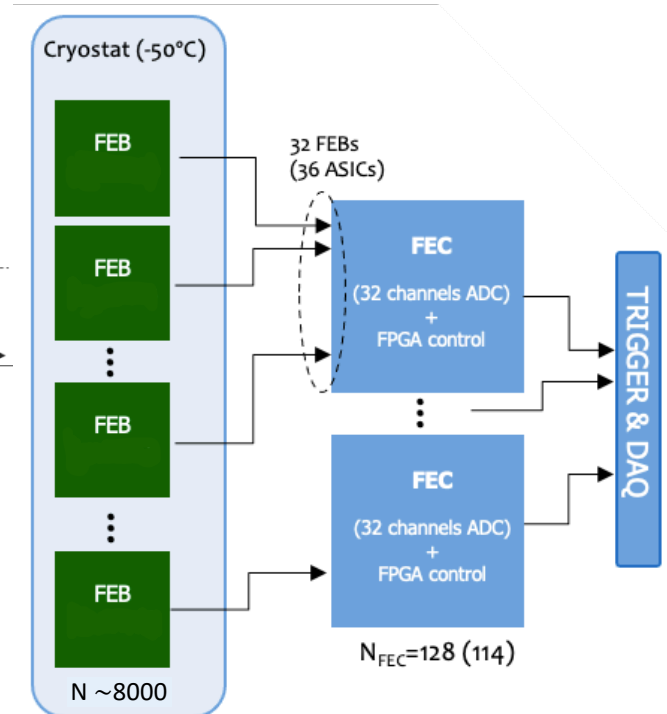 Cryostat (-50°C)
FEB
FEB
FEB
FEB
N ~8000
32 FEBs
(36 ASICs)
FEC
(32 channels ADC)
+
FPGA control
FEC
(32 channels ADC)
+
FPGA control
N_FEC=128 (114)
TRIGGER & DAQ